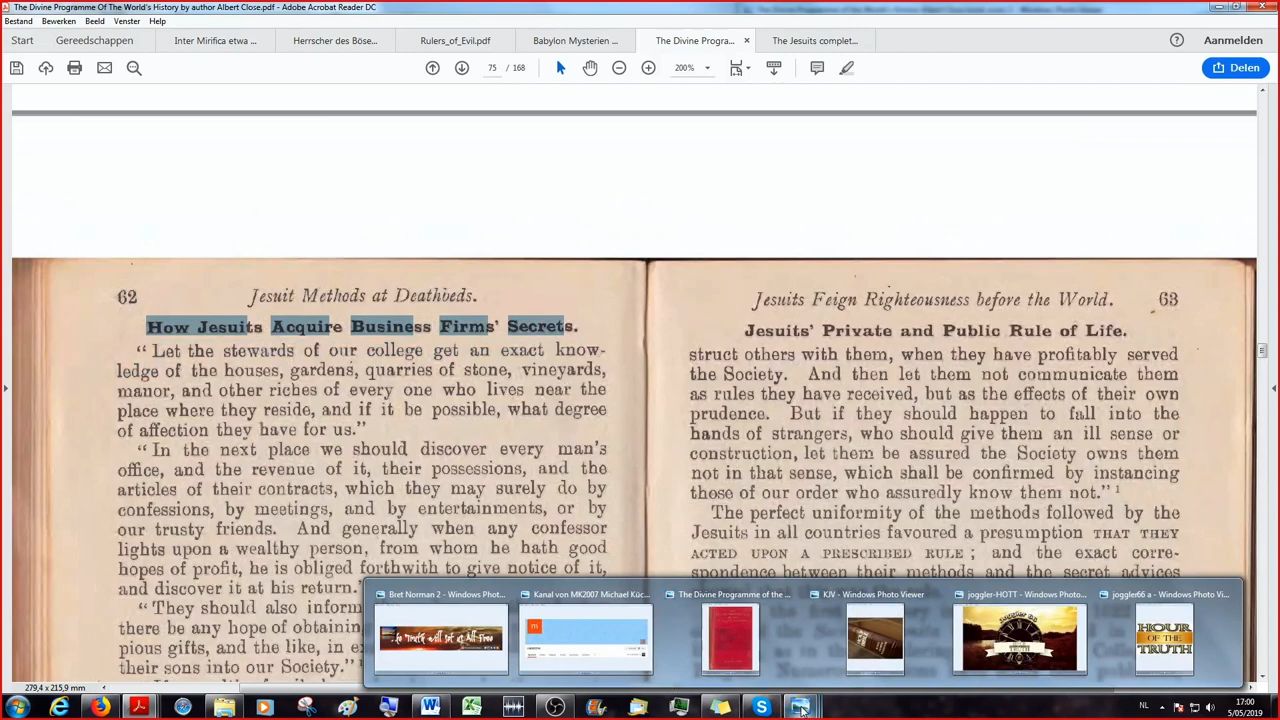 The Divine Programme Of The World's History by author Albert Close.pdf - Adobe Acrobat Reader DC
Bestand Bewerken Beeld Venster Help
Start Gereedschappen Inter Mirifica etwa ... Herrscher des Böse... Rulers_of_Evil.pdf Babylon Mysterien ... The Divine Progra... × The Jesuits complet... Aanmelden
75 / 168 200% Delen
62 Jesuit Methods at Deathbeds.
How Jesuits Acquire Business Firms' Secrets.
“ Let the stewards of our college get an exact know-
ledge of the houses, gardens, quarries of stone, vineyards,
manor, and other riches of every one who lives near the
place where they reside, and if it be possible, what degree
of affection they have for us.”
“ In the next place we should discover every man's
office, and the revenue of it, their possessions, and the
articles of their contracts, which they may surely do by
confessions, by meetings, and by entertainments, or by
our trusty friends. And generally when any confessor
lights upon a wealthy person, from whom he hath good
hopes of profit, he is obliged forthwith to give notice of it,
and discover it at his return.
“ They should also inform
there be any hope of obtaining
pious gifts, and the like, in e
their sons into our Society.”
Jesuits Feign Righteousness before the World. 63
Jesuits' Private and Public Rule of Life.
struct others with them, when they have profitably served
the Society. And then let them not communicate them
as rules they have received, but as the effects of their own
prudence. But if they should happen to fall into the
hands of strangers, who should give them an ill sense or
construction, let them be assured the Society owns them
not in that sense, which shall be confirmed by instancing
those of our order who assuredly know them not.” 1
The perfect uniformity of the methods followed by the
Jesuits in all countries favoured a presumption THAT THEY
ACTED UPON A PRESCRIBED RULE ; and the exact corre-
spondence between their methods and the secret advices
Bret Norman 2 - Windows Phot... Kanal von MK2007 Michael Küc... The Divine Programme of the ... KJV - Windows Photo Viewer joggler-HOTT - Windows Photo... joggler66 a - Windows Photo Vi...
HOUR
OF THE
TRUTH
279,4 x 215,9 mm
NL 17:00
5/05/2019